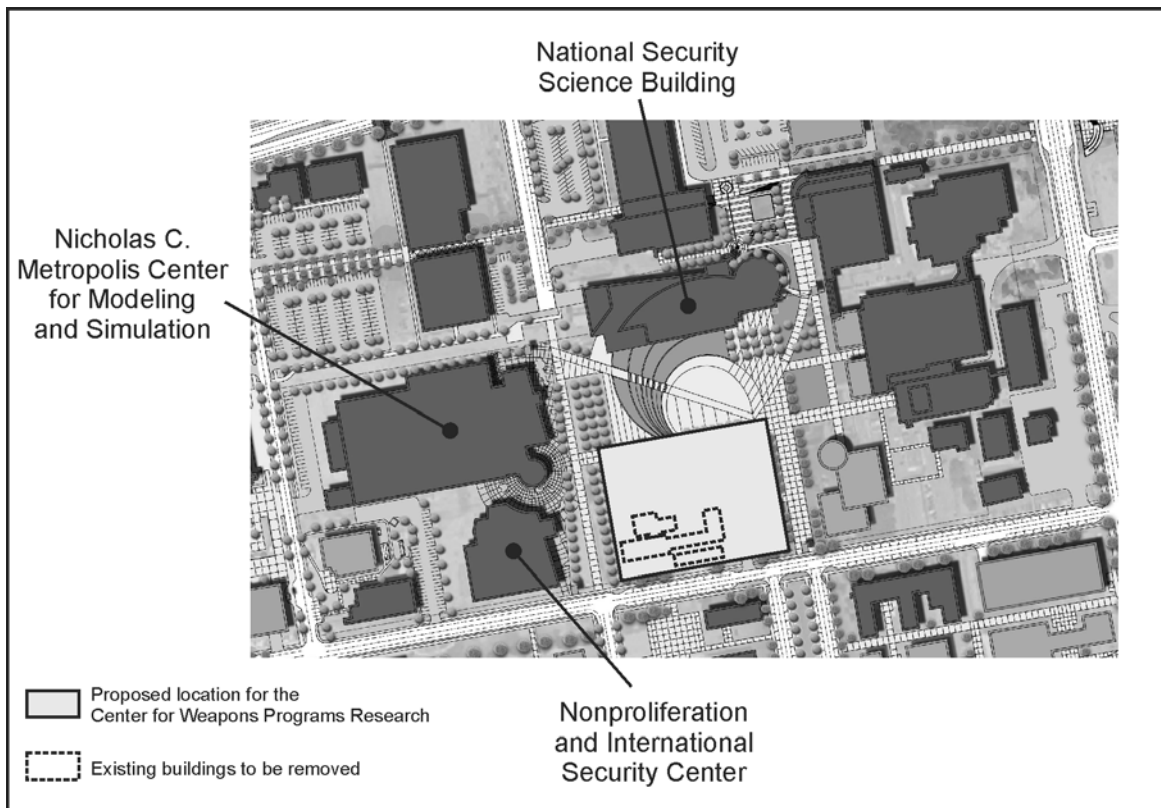 National Security
Science Building
Nicholas C.
Metropolis Center
for Modeling
and Simulation
Nonproliferation
and International
Security Center
Proposed location for the
Center for Weapons Programs Research
Existing buildings to be removed